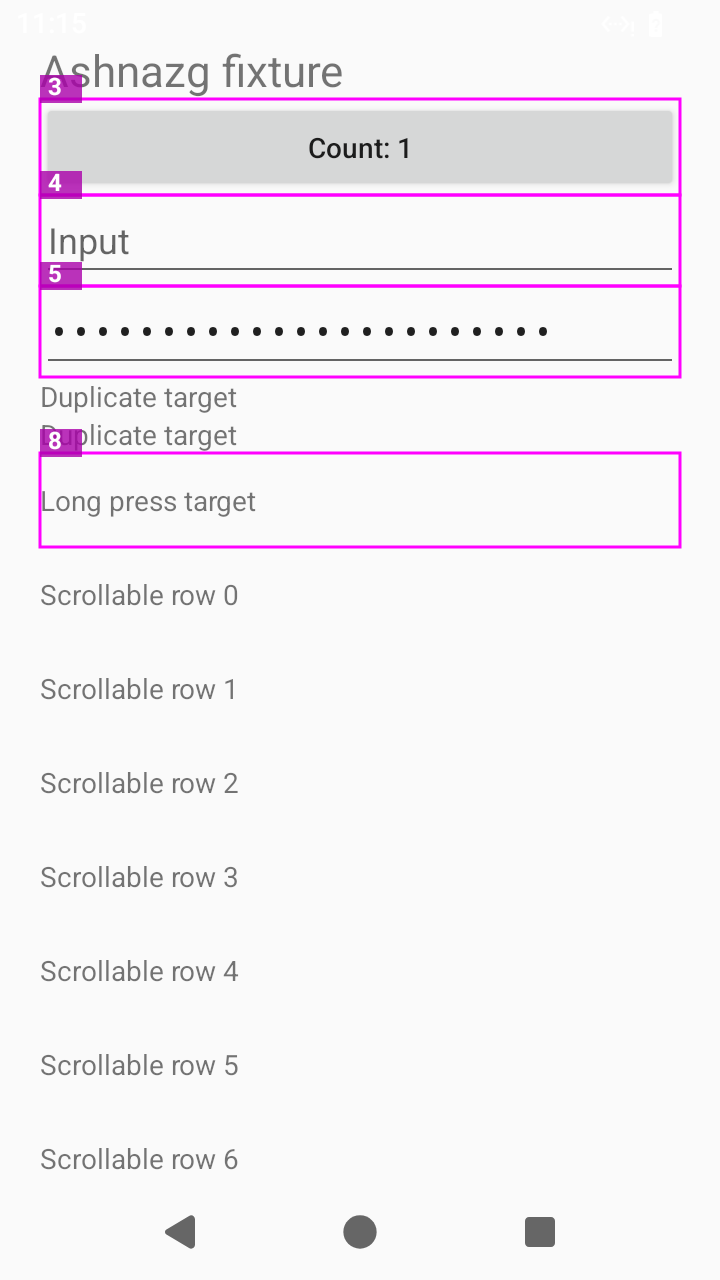 11:15
Ashnazg fixture
3
Count: 1
4
Input
5
•••••••••••••••••••••••
Duplicate target
Duplicate target
8
Long press target
Scrollable row 0
Scrollable row 1
Scrollable row 2
Scrollable row 3
Scrollable row 4
Scrollable row 5
Scrollable row 6